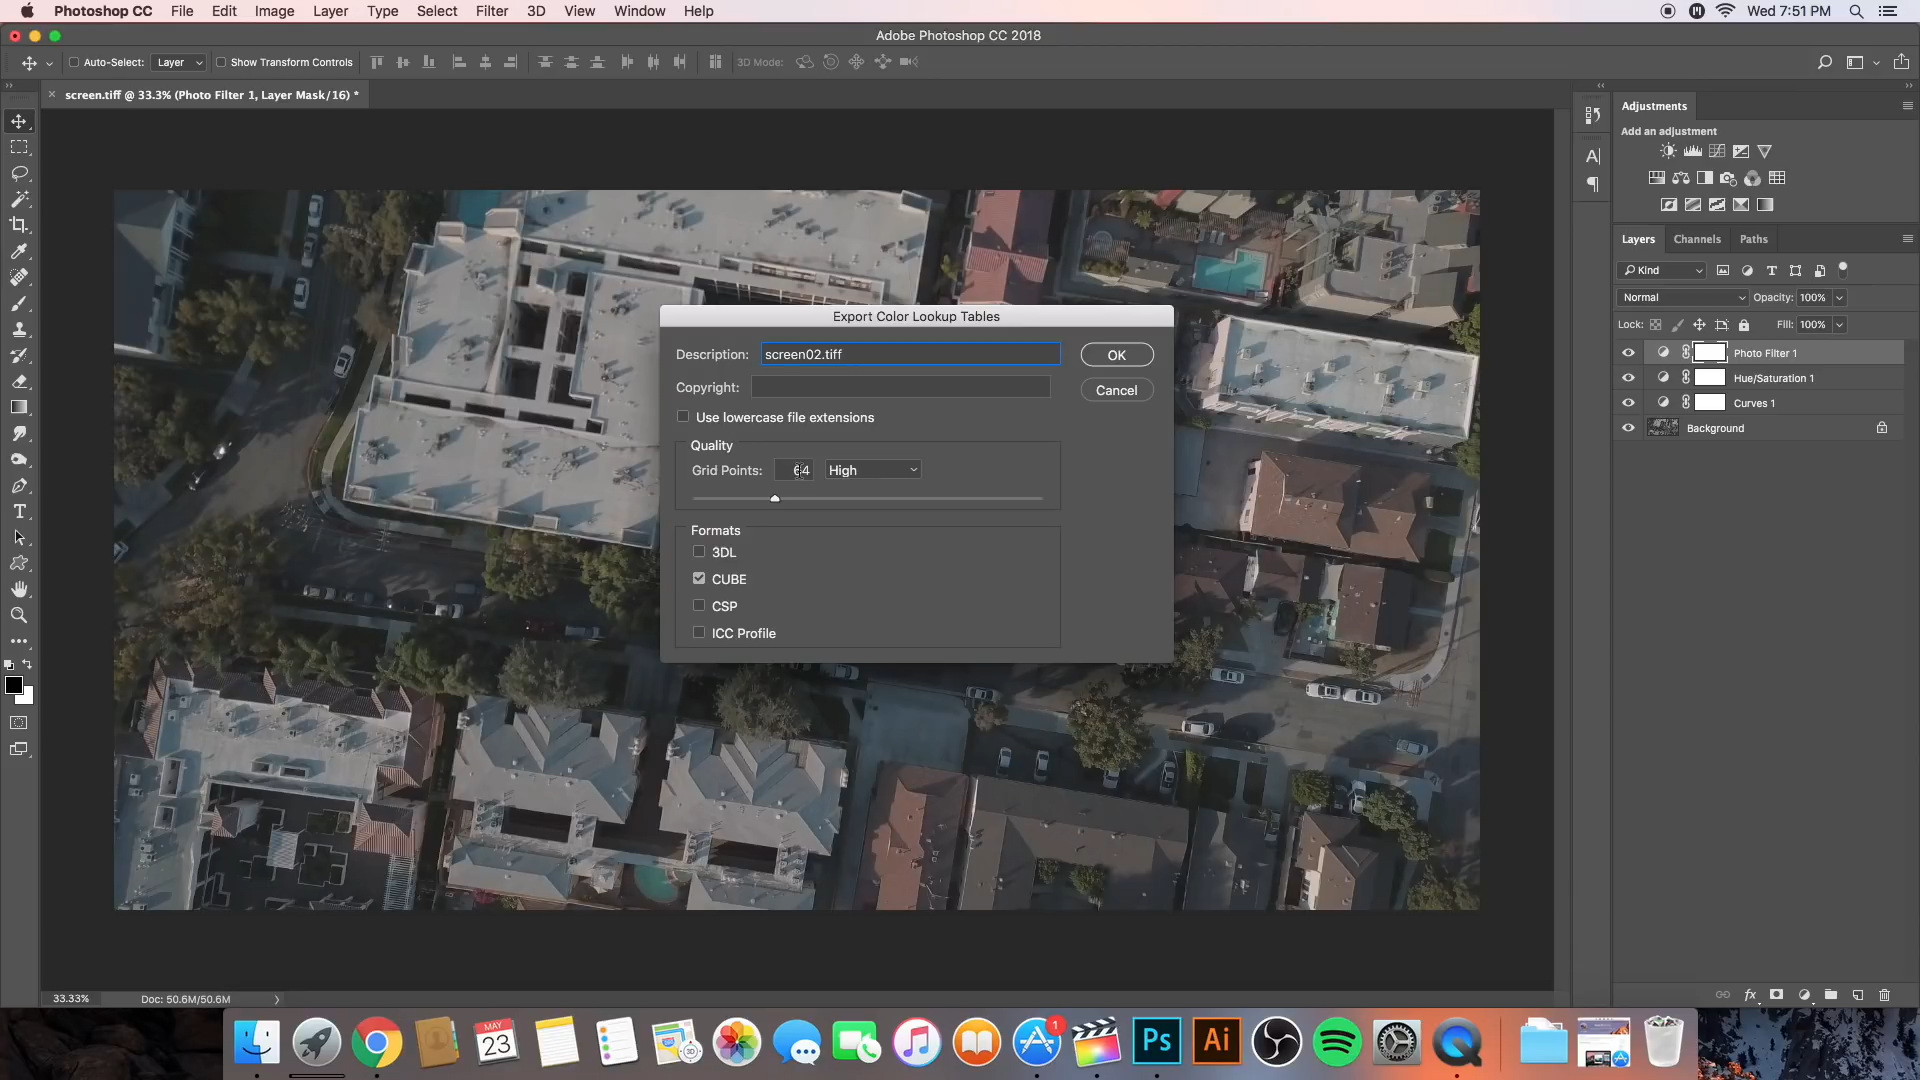 Photoshop CC File Edit Image Layer Type Select Filter 3D View Window Help Wed 7:51 PM
Adobe Photoshop CC 2018
Auto-Select: Layer Show Transform Controls 3D Mode:
screen.tiff @ 33.3% (Photo Filter 1, Layer Mask/16) *
Adjustments
Add an adjustment
Layers Channels Paths
Kind
Normal Opacity: 100%
Lock: Fill: 100%
Photo Filter 1
Hue/Saturation 1
Curves 1
Background
Export Color Lookup Tables
Description: screen02.tiff OK
Copyright: Cancel
Use lowercase file extensions
Quality
Grid Points: 64 High
Formats
3DL
CUBE
CSP
ICC Profile
33.33% Doc: 50.6M/50.6M
MAY
23
3D
1
Ps
Ai